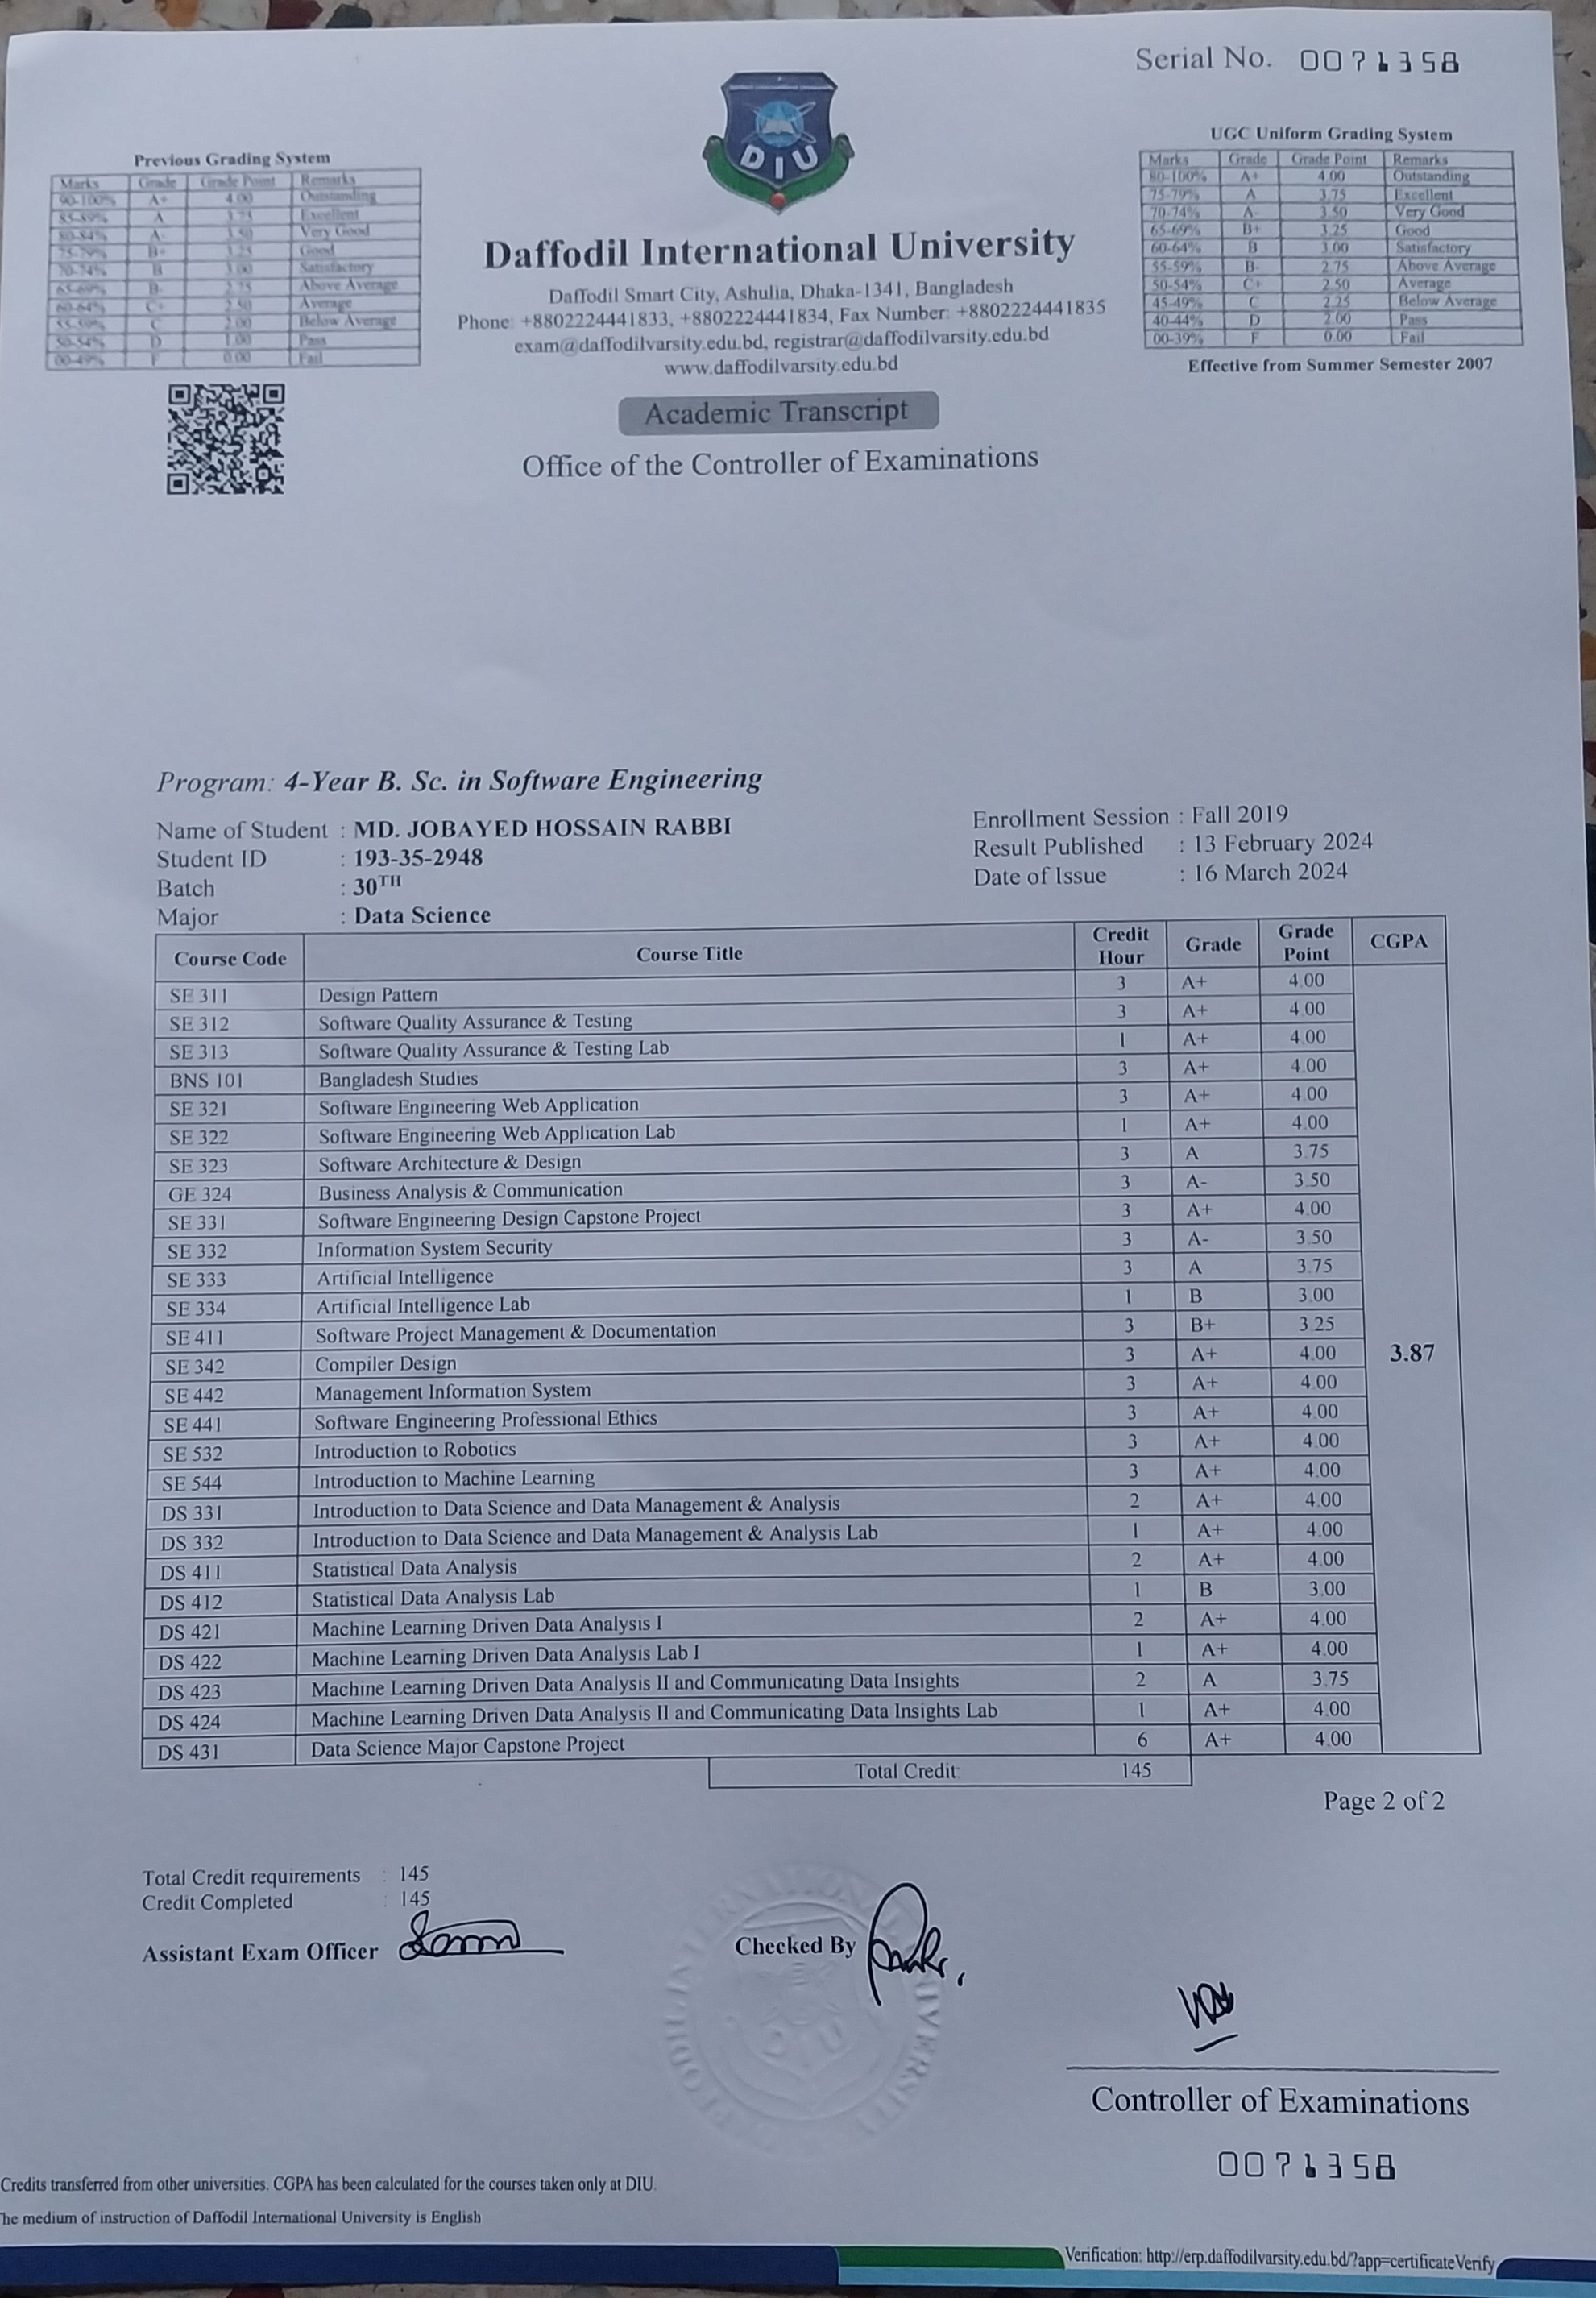 Serial No. 0071358
Previous Grading System
Marks Grade Grade Point Remarks
90-100% A+ 4.00 Outstanding
85-89% A 3.75 Excellent
80-84% A- 3.50 Very Good
75-79% B+ 3.25 Good
70-74% B 3.00 Satisfactory
65-69% B- 2.75 Above Average
60-64% C+ 2.50 Average
55-59% C 2.00 Below Average
50-54% D 1.00 Pass
00-49% F 0.00 Fail
DIU
UGC Uniform Grading System
Marks Grade Grade Point Remarks
80-100% A+ 4.00 Outstanding
75-79% A 3.75 Excellent
70-74% A- 3.50 Very Good
65-69% B+ 3.25 Good
60-64% B 3.00 Satisfactory
55-59% B- 2.75 Above Average
50-54% C+ 2.50 Average
45-49% C 2.25 Below Average
40-44% D 2.00 Pass
00-39% F 0.00 Fail
Effective from Summer Semester 2007
Daffodil International University
Daffodil Smart City, Ashulia, Dhaka-1341, Bangladesh
Phone: +8802224441833, +8802224441834, Fax Number: +8802224441835
exam@daffodilvarsity.edu.bd, registrar@daffodilvarsity.edu.bd
www.daffodilvarsity.edu.bd
Academic Transcript
Office of the Controller of Examinations
Program: 4-Year B. Sc. in Software Engineering
Name of Student : MD. JOBAYED HOSSAIN RABBI
Student ID : 193-35-2948
Batch : 30TH
Major : Data Science
Enrollment Session : Fall 2019
Result Published : 13 February 2024
Date of Issue : 16 March 2024
Course Code Course Title Credit Hour Grade Grade Point CGPA
SE 311 Design Pattern 3 A+ 4.00
SE 312 Software Quality Assurance & Testing 3 A+ 4.00
SE 313 Software Quality Assurance & Testing Lab 1 A+ 4.00
BNS 101 Bangladesh Studies 3 A+ 4.00
SE 321 Software Engineering Web Application 3 A+ 4.00
SE 322 Software Engineering Web Application Lab 1 A+ 4.00
SE 323 Software Architecture & Design 3 A 3.75
GE 324 Business Analysis & Communication 3 A- 3.50
SE 331 Software Engineering Design Capstone Project 3 A+ 4.00
SE 332 Information System Security 3 A- 3.50
SE 333 Artificial Intelligence 3 A 3.75
SE 334 Artificial Intelligence Lab 1 B 3.00
SE 411 Software Project Management & Documentation 3 B+ 3.25
SE 342 Compiler Design 3 A+ 4.00 3.87
SE 442 Management Information System 3 A+ 4.00
SE 441 Software Engineering Professional Ethics 3 A+ 4.00
SE 532 Introduction to Robotics 3 A+ 4.00
SE 544 Introduction to Machine Learning 3 A+ 4.00
DS 331 Introduction to Data Science and Data Management & Analysis 2 A+ 4.00
DS 332 Introduction to Data Science and Data Management & Analysis Lab 1 A+ 4.00
DS 411 Statistical Data Analysis 2 A+ 4.00
DS 412 Statistical Data Analysis Lab 1 B 3.00
DS 421 Machine Learning Driven Data Analysis I 2 A+ 4.00
DS 422 Machine Learning Driven Data Analysis Lab I 1 A+ 4.00
DS 423 Machine Learning Driven Data Analysis II and Communicating Data Insights 2 A 3.75
DS 424 Machine Learning Driven Data Analysis II and Communicating Data Insights Lab 1 A+ 4.00
DS 431 Data Science Major Capstone Project 6 A+ 4.00
Total Credit: 145
Page 2 of 2
Total Credit requirements : 145
Credit Completed : 145
Assistant Exam Officer
Checked By
Controller of Examinations
0071358
Credits transferred from other universities. CGPA has been calculated for the courses taken only at DIU.
he medium of instruction of Daffodil International University is English
Verification: http://erp.daffodilvarsity.edu.bd/?app=certificateVerify